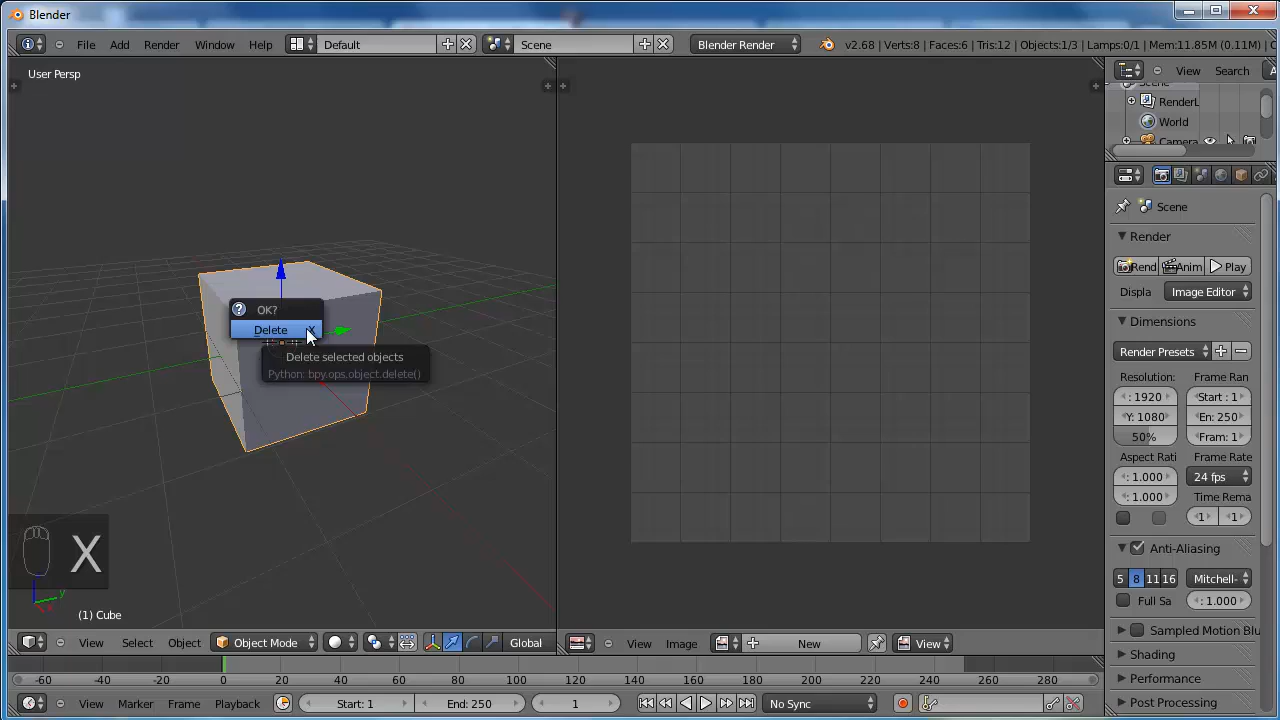 Blender
File Add Render Window Help Default Scene Blender Render v2.68 | Verts:8 | Faces:6 | Tris:12 | Objects:1/3 | Lamps:0/1 | Mem:11.85M (0.11M) | C
User Persp
View Search A
Scene
RenderL
World
Camera
Scene
Render
Rend Anim Play
Displa Image Editor
Dimensions
Render Presets
Resolution: Frame Ran
: 1920 Start : 1
Y: 1080 En: 250
50% Fram: 1
Aspect Rati Frame Rate
: 1.000 24 fps
: 1.000 Time Rema
1 1
Anti-Aliasing
5 8 11 16 Mitchell-
Full Sa : 1.000
Sampled Motion Blu
Shading
Performance
Post Processing
OK?
Delete X
Delete selected objects
Python: bpy.ops.object.delete()
X
y
(1) Cube
View Select Object Object Mode Global
View Image New View
-60 -40 -20 0 20 40 60 80 100 120 140 160 180 200 220 240 260 280
View Marker Frame Playback Start: 1 End: 250 1 No Sync